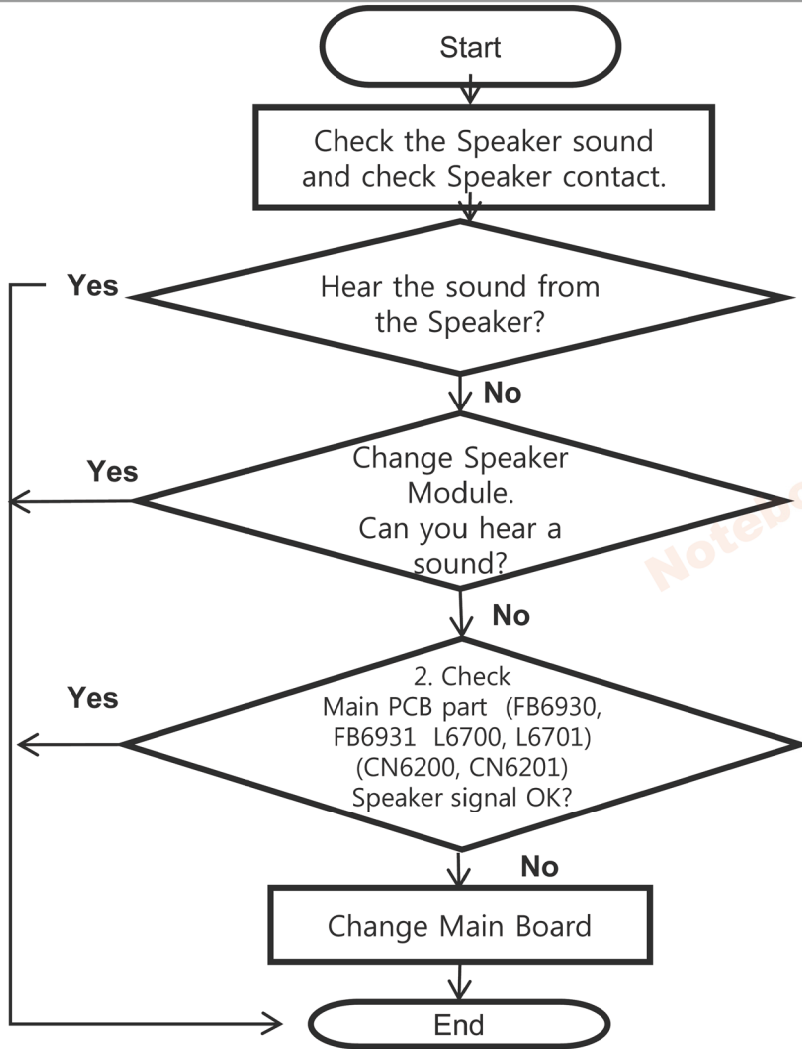 Start
Check the Speaker sound
and check Speaker contact.
Yes
Hear the sound from
the Speaker?
No
Yes
Change Speaker
Module.
Can you hear a
sound?
No
Yes
2. Check
Main PCB part (FB6930,
FB6931 L6700, L6701)
(CN6200, CN6201)
Speaker signal OK?
No
Change Main Board
End